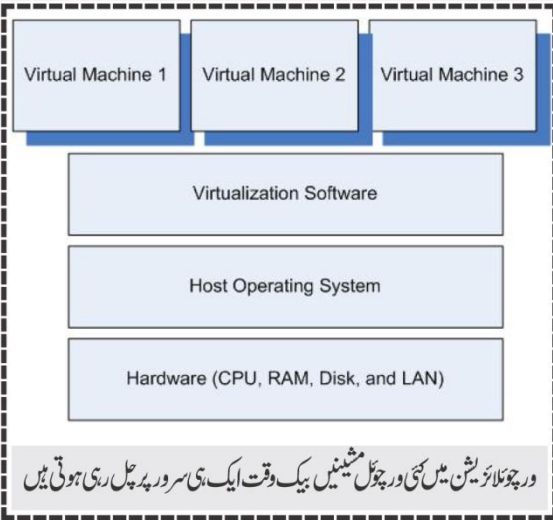 Virtual Machine 1 Virtual Machine 2 Virtual Machine 3
Virtualization Software
Host Operating System
Hardware (CPU, RAM, Disk, and LAN)
ورچوئلائزیشن میں کئی ورچوئل مشینیں بیک وقت ایک ہی سرور پر چل رہی ہوتی ہیں